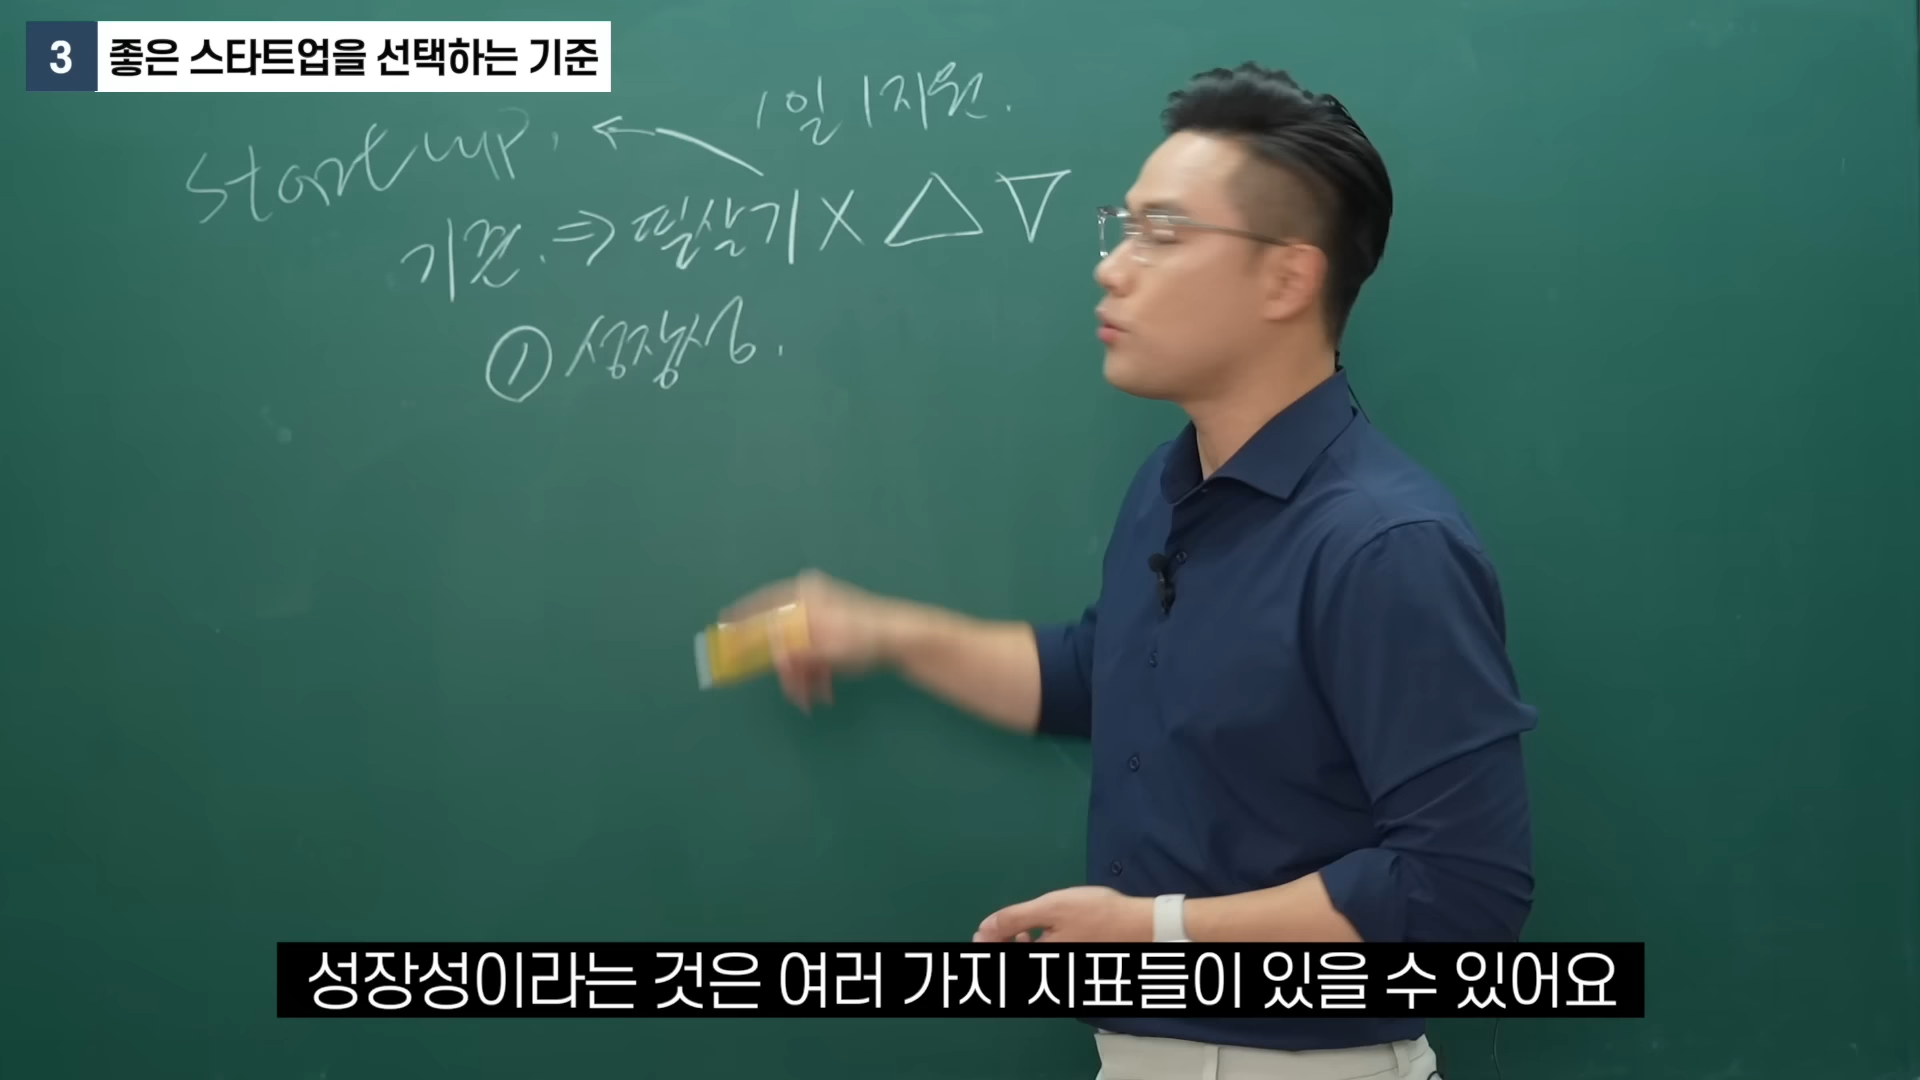 3 좋은 스타트업을 선택하는 기준
1일 1지원.
Startup, ←
기준. ⇒ 필살기 X △ ▽
① 성장성.
성장성이라는 것은 여러 가지 지표들이 있을 수 있어요